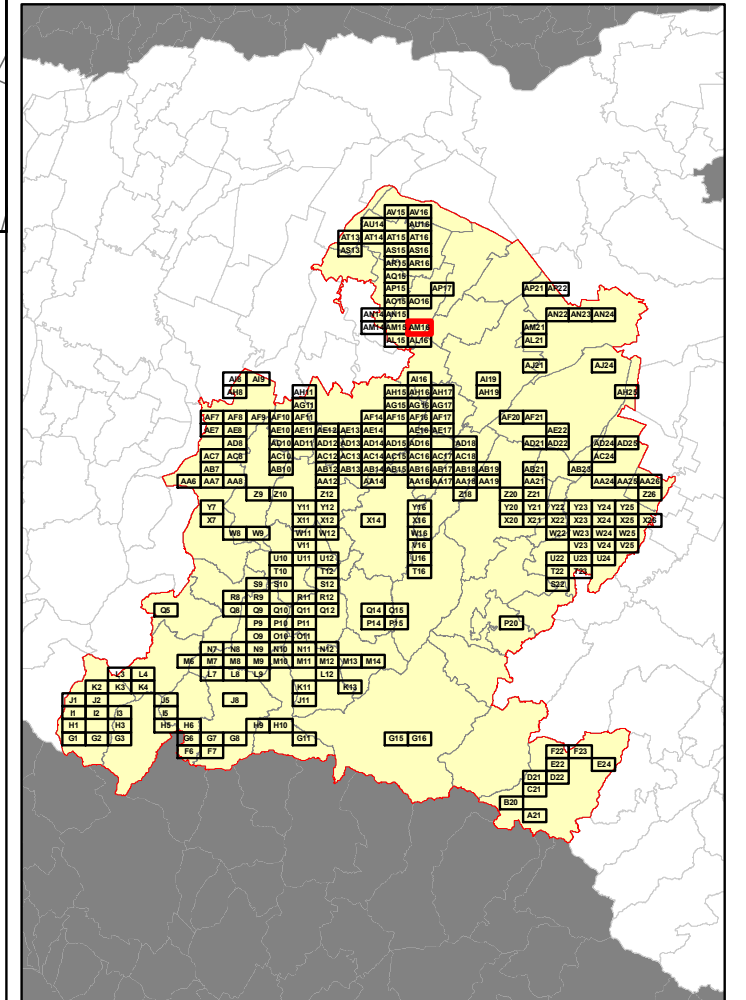 AV15 AV16
AU14 AU16
AT13 AT14 AT15 AT16
AS13 AS15 AS16
AR15 AR16
AQ15
AP15 AP17 AP21 AP22
AO15 AO16
AN14 AN15 AN22 AN23 AN24
AM14 AM15 AM16 AM21
AL15 AL16 AL21
AJ21 AJ24
AI8 AI9 AI16 AI19
AH8 AH11 AH15 AH16 AH17 AH19 AH25
AG11 AG15 AG16 AG17
AF7 AF8 AF9 AF10 AF11 AF14 AF15 AF16 AF17 AF20 AF21
AE7 AE8 AE10 AE11 AE12 AE13 AE14 AE16 AE17 AE22
AD8 AD10 AD11 AD12 AD13 AD14 AD15 AD16 AD18 AD21 AD22 AD24 AD25
AC7 AC8 AC10 AC12 AC13 AC14 AC15 AC16 AC17 AC18 AC24
AB7 AB10 AB12 AB13 AB14 AB15 AB16 AB17 AB18 AB19 AB21 AB23
AA6 AA7 AA8 AA12 AA14 AA16 AA17 AA18 AA19 AA21 AA24 AA25 AA26
Z9 Z10 Z12 Z18 Z20 Z21 Z26
Y7 Y11 Y12 Y16 Y20 Y21 Y22 Y23 Y24 Y25
X7 X11 X12 X14 X16 X20 X21 X22 X23 X24 X25 X26
W8 W9 W11 W12 W16 W22 W23 W24 W25
V11 V16 V23 V24 V25
U10 U11 U12 U16 U22 U23 U24
T10 T12 T16 T22 T23
S9 S10 S12 S22
R8 R9 R11 R12
Q5 Q8 Q9 Q10 Q11 Q12 Q14 Q15
P9 P10 P11 P14 P15 P20
O9 O10 O11
N7 N8 N9 N10 N11 N12
M6 M7 M8 M9 M10 M11 M12 M13 M14
L3 L4 L7 L8 L9 L12
K2 K3 K4 K11 K13
J1 J2 J5 J8 J11
I1 I2 I3 I5
H1 H3 H5 H6 H9 H10
G1 G2 G3 G6 G7 G8 G11 G15 G16
F6 F7 F22 F23
E22 E24
D21 D22
C21
B20
A21